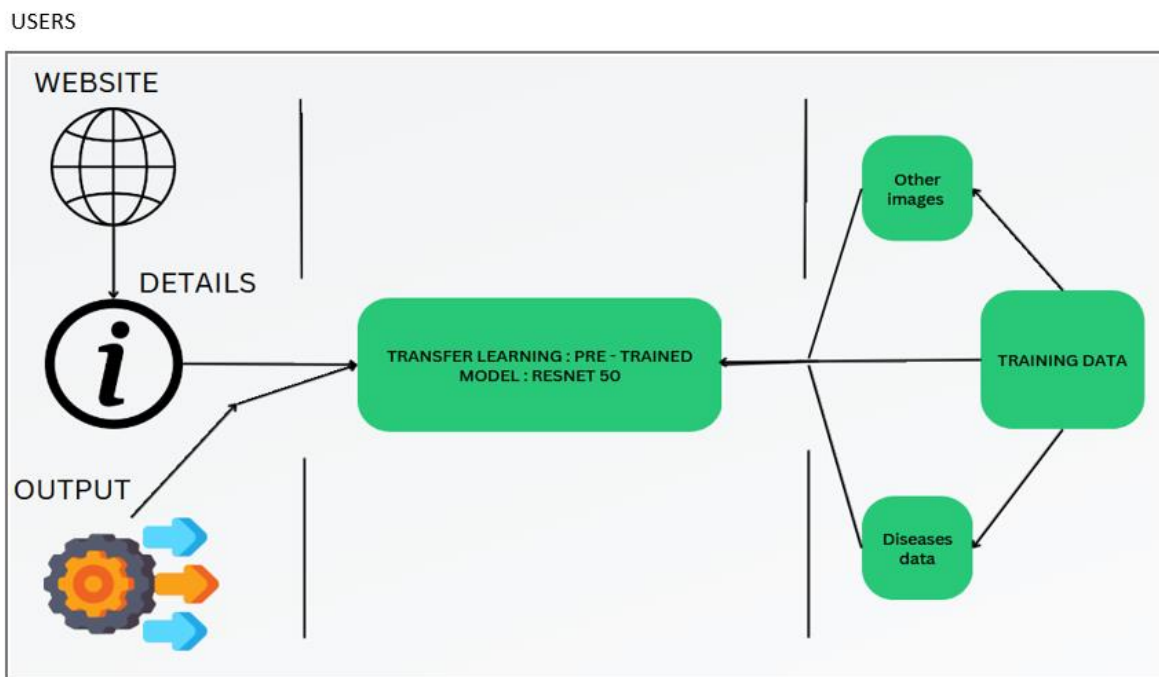 USERS
WEBSITE
DETAILS
OUTPUT
TRANSFER LEARNING : PRE - TRAINED
MODEL : RESNET 50
Other
images
TRAINING DATA
Diseases
data